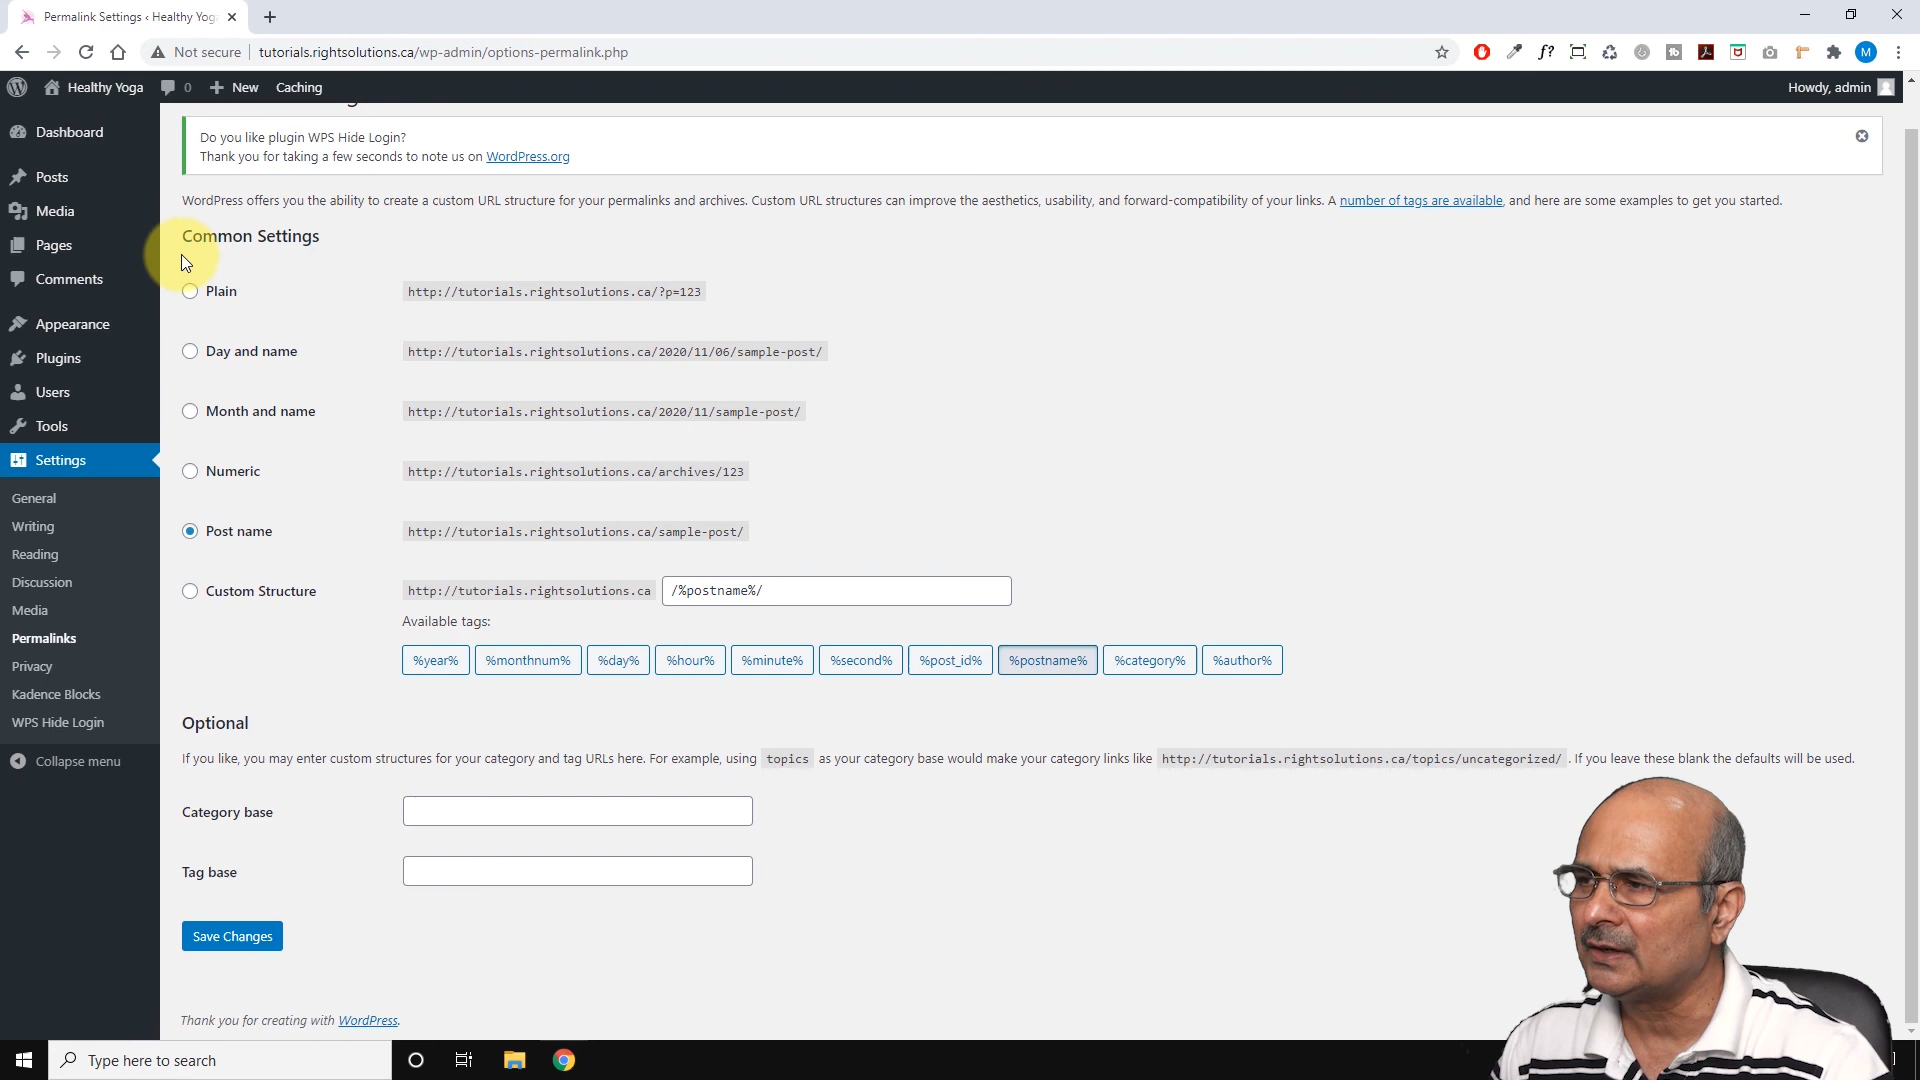 Permalink Settings ‹ Healthy Yoga
Not secure tutorials.rightsolutions.ca/wp-admin/options-permalink.php
Healthy Yoga 0 New Caching Howdy, admin
Dashboard
Posts
Media
Pages
Comments
Appearance
Plugins
Users
Tools
Settings
General
Writing
Reading
Discussion
Media
Permalinks
Privacy
Kadence Blocks
WPS Hide Login
Collapse menu
Do you like plugin WPS Hide Login?
Thank you for taking a few seconds to note us on WordPress.org
WordPress offers you the ability to create a custom URL structure for your permalinks and archives. Custom URL structures can improve the aesthetics, usability, and forward-compatibility of your links. A number of tags are available, and here are some examples to get you started.
Common Settings
Plain http://tutorials.rightsolutions.ca/?p=123
Day and name http://tutorials.rightsolutions.ca/2020/11/06/sample-post/
Month and name http://tutorials.rightsolutions.ca/2020/11/sample-post/
Numeric http://tutorials.rightsolutions.ca/archives/123
Post name http://tutorials.rightsolutions.ca/sample-post/
Custom Structure http://tutorials.rightsolutions.ca /%postname%/
Available tags:
%year% %monthnum% %day% %hour% %minute% %second% %post_id% %postname% %category% %author%
Optional
If you like, you may enter custom structures for your category and tag URLs here. For example, using topics as your category base would make your category links like http://tutorials.rightsolutions.ca/topics/uncategorized/ . If you leave these blank the defaults will be used.
Category base
Tag base
Save Changes
Thank you for creating with WordPress.
Type here to search